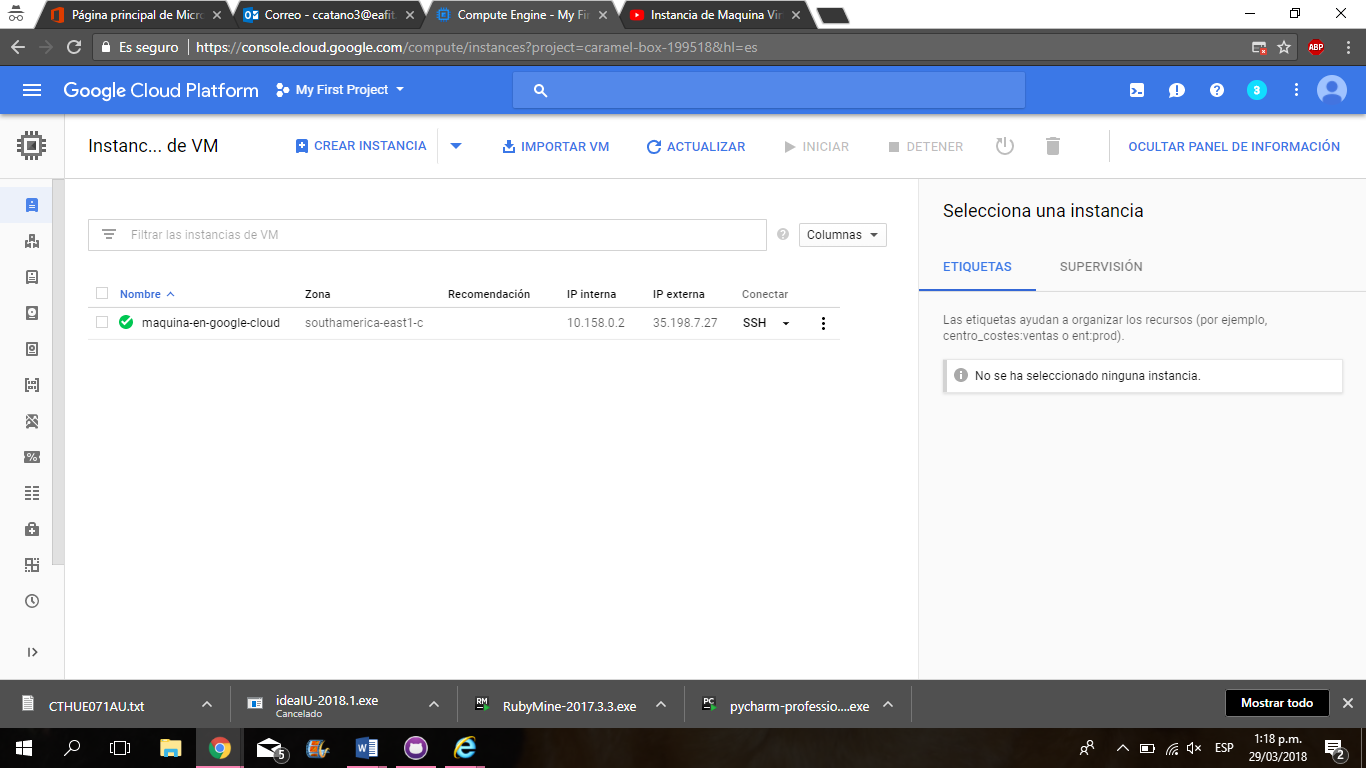 Página principal de Micro
Correo - ccatano3@eafit.
Compute Engine - My Fir
Instancia de Maquina Vir
Es seguro
https://console.cloud.google.com/compute/instances?project=caramel-box-199518&hl=es
ABP
Google Cloud Platform
My First Project
3
Instanc... de VM
CREAR INSTANCIA
IMPORTAR VM
ACTUALIZAR
INICIAR
DETENER
OCULTAR PANEL DE INFORMACIÓN
Filtrar las instancias de VM
Columnas
Nombre Zona Recomendación IP interna IP externa Conectar
maquina-en-google-cloud southamerica-east1-c 10.158.0.2 35.198.7.27 SSH
Selecciona una instancia
ETIQUETAS SUPERVISIÓN
Las etiquetas ayudan a organizar los recursos (por ejemplo,
centro_costes:ventas o ent:prod).
No se ha seleccionado ninguna instancia.
CTHUE071AU.txt
ideaIU-2018.1.exe
Cancelado
RM
RubyMine-2017.3.3.exe
PC
pycharm-professio....exe
Mostrar todo
5
ESP
1:18 p.m.
29/03/2018
2